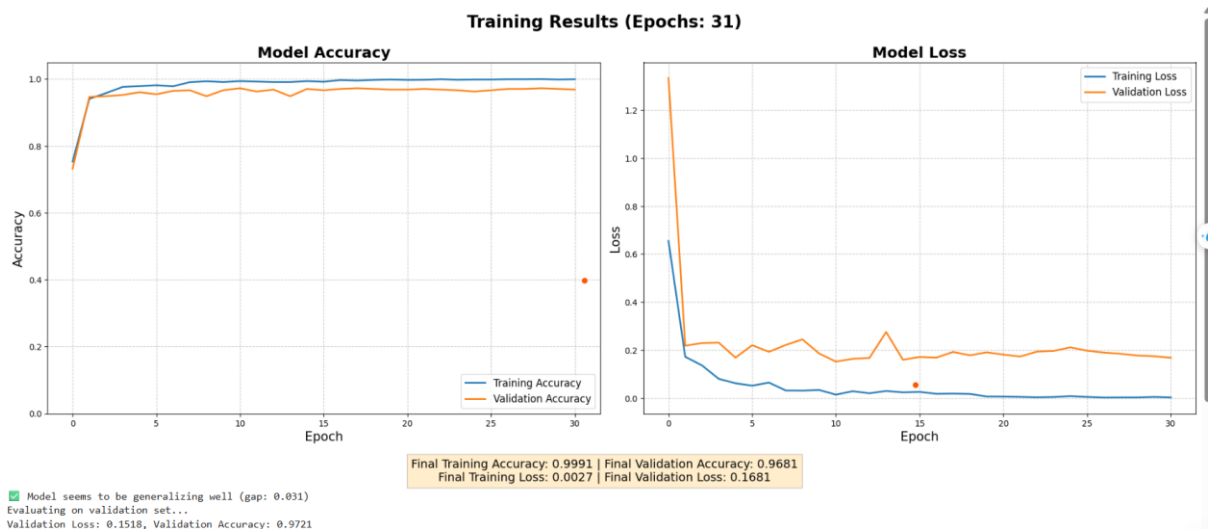 Training Results (Epochs: 31)
Model Accuracy
1.0
0.8
0.6
0.4
0.2
0.0
Accuracy
0
5
10
15
20
25
30
Epoch
Training Accuracy
Validation Accuracy
Model Loss
1.2
1.0
0.8
0.6
0.4
0.2
0.0
Loss
0
5
10
15
20
25
30
Epoch
Training Loss
Validation Loss
Final Training Accuracy: 0.9991 | Final Validation Accuracy: 0.9681
Final Training Loss: 0.0027 | Final Validation Loss: 0.1681
✅ Model seems to be generalizing well (gap: 0.031)
Evaluating on validation set...
Validation Loss: 0.1518, Validation Accuracy: 0.9721